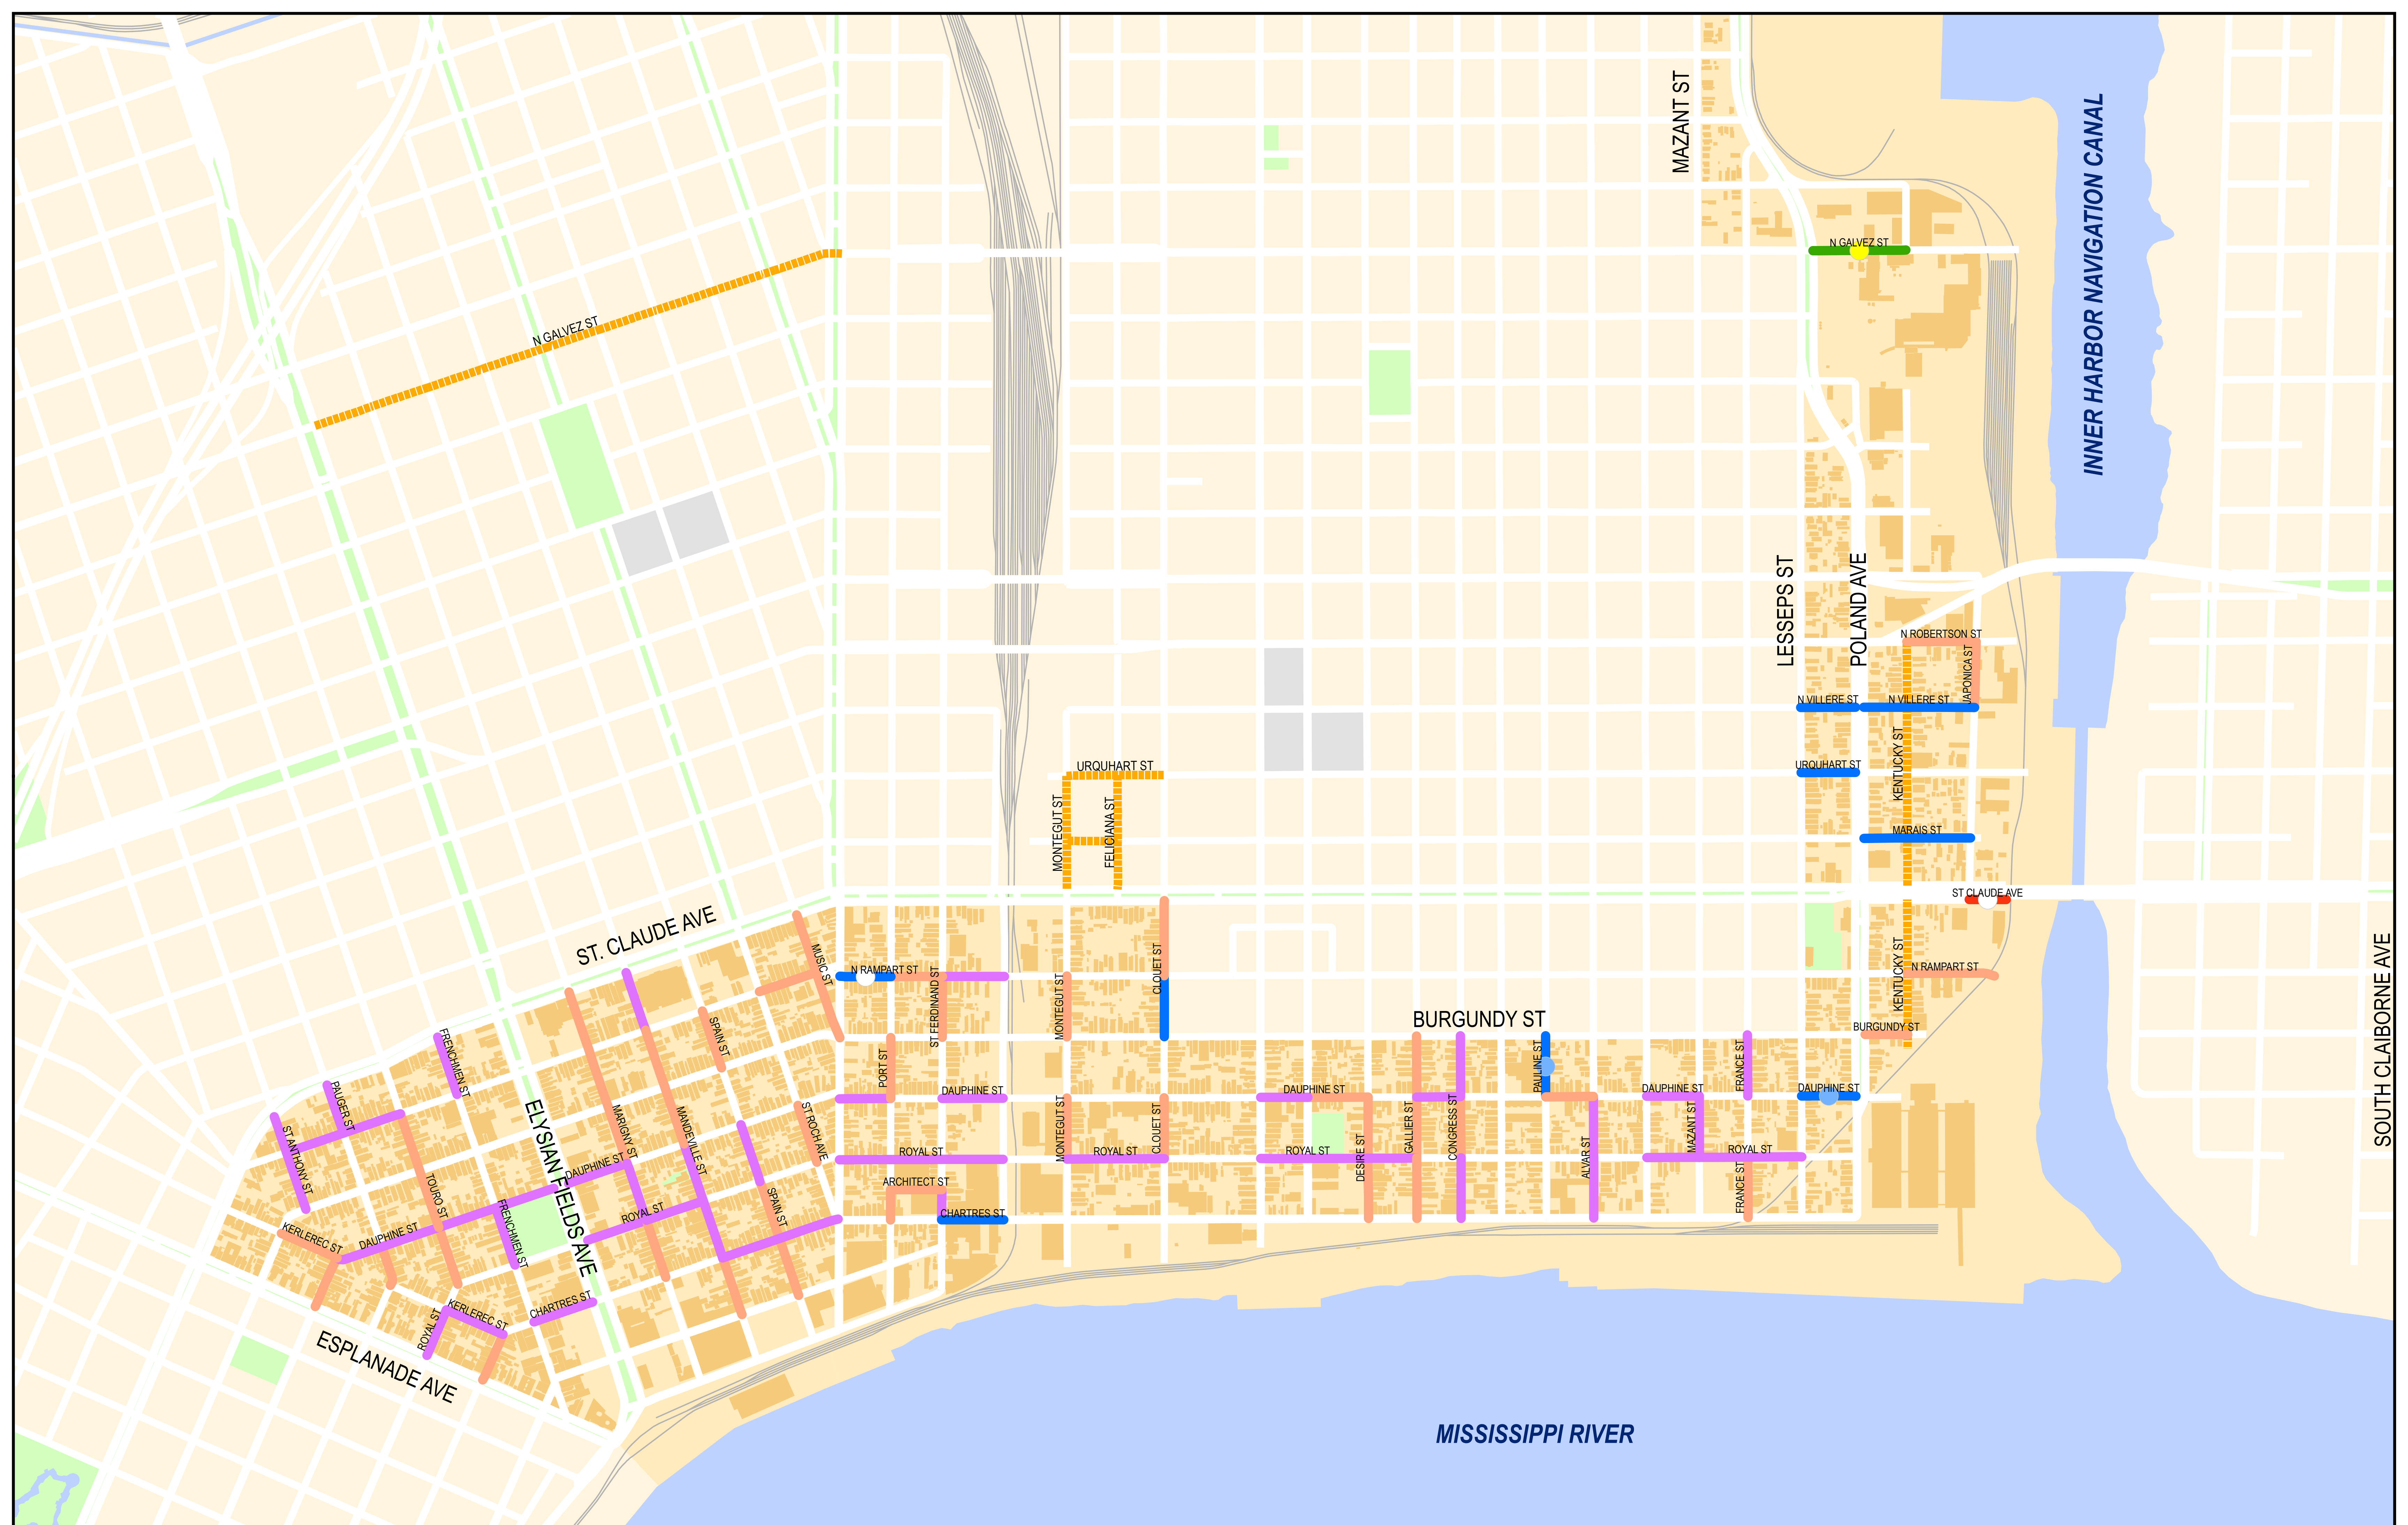 MAZANT ST
INNER HARBOR NAVIGATION CANAL
N GALVEZ ST
N GALVEZ ST
LESSEPS ST
POLAND AVE
N ROBERTSON ST
JAPONICA ST
N VILLERE ST
N VILLERE ST
KENTUCKY ST
URQUHART ST
URQUHART ST
MONTEGUT ST
FELICIANA ST
MARAIS ST
ST CLAUDE AVE
ST. CLAUDE AVE
SOUTH CLAIBORNE AVE
MUSIC ST
N RAMPART ST
ST.FERDINAND ST
MONTEGUT ST
CLOUET ST
KENTUCKY ST
N RAMPART ST
BURGUNDY ST
BURGUNDY ST
FRENCHMEN ST
SPAIN ST
PORT ST
PAULINE ST
FRANCE ST
PAUGER ST
DAUPHINE ST
DAUPHINE ST
DAUPHINE ST
DAUPHINE ST
ST ANTHONY ST
ELYSIAN FIELDS AVE
MARIGNY ST
MANDEVILLE ST
ST ROCH AVE
MONTEGUT ST
CLOUET ST
GALLIER ST
CONGRESS ST
MAZANT ST
ROYAL ST
ROYAL ST
ROYAL ST
ROYAL ST
DESIRE ST
ALVAR ST
FRANCE ST
DAUPHINE ST
TOURO ST
ARCHITECT ST
SPAIN ST
CHARTRES ST
ROYAL ST
FRENCHMEN ST
KERLEREC ST
DAUPHINE ST
CHARTRES ST
KERLEREC ST
ROYAL ST
ESPLANADE AVE
MISSISSIPPI RIVER